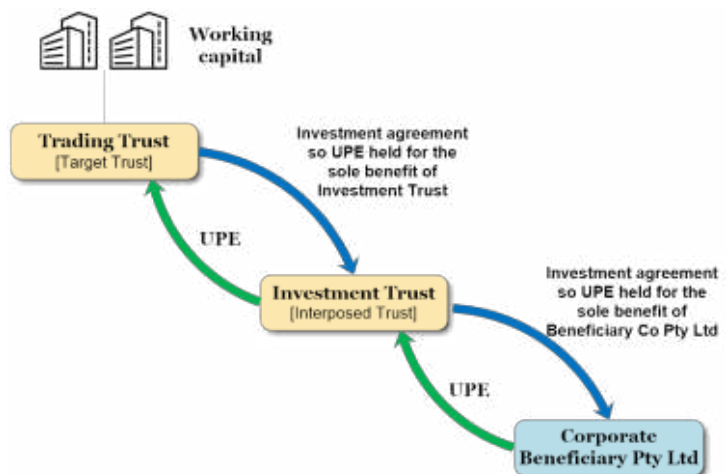 Working
capital
Trading Trust
[Target Trust]
Investment agreement
so UPE held for the
sole benefit of
Investment Trust
UPE
Investment Trust
[Interposed Trust]
Investment agreement
so UPE held for the
sole benefit of
Beneficiary Co Pty Ltd
UPE
Corporate
Beneficiary Pty Ltd